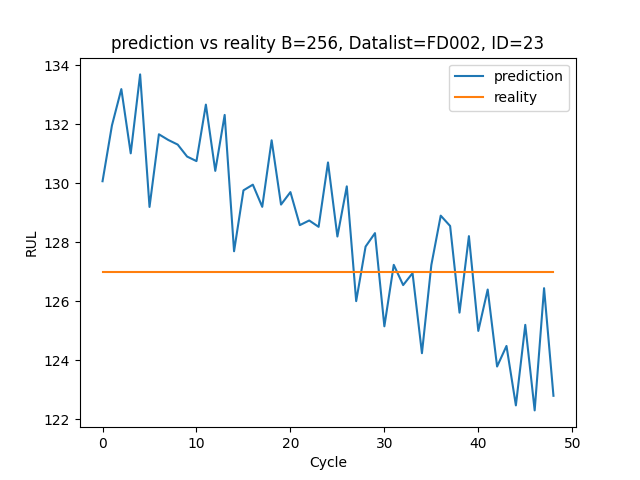 prediction vs reality B=256, Datalist=FD002, ID=23
prediction
reality
134
132
130
128
126
124
122
RUL
0 10 20 30 40 50
Cycle